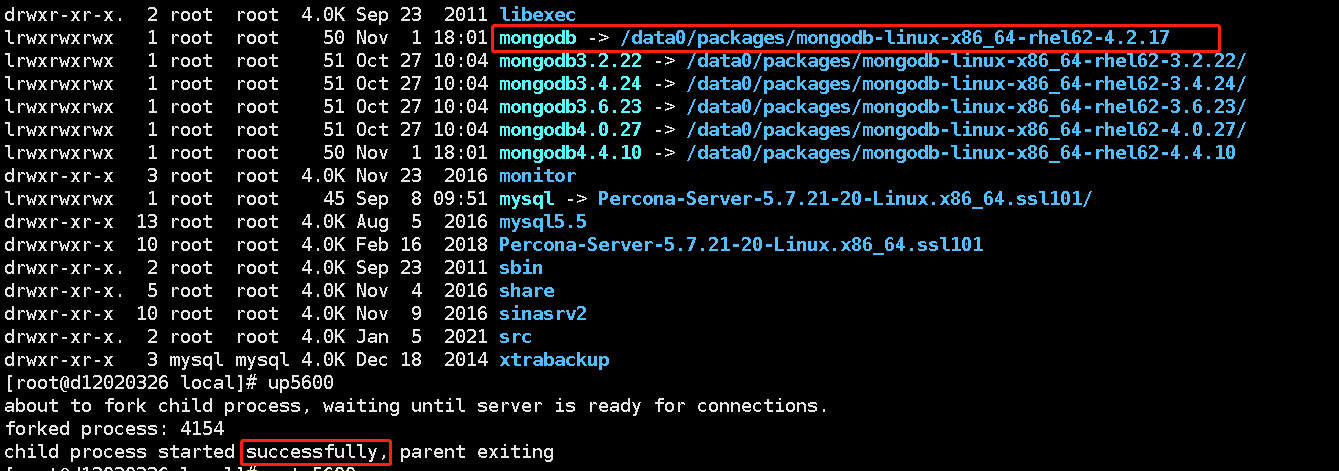 drwxr-xr-x.  2 root  root  4.0K Sep 23  2011 libexec
lrwxrwxrwx   1 root  root    50 Nov  1 18:01 mongodb -> /data0/packages/mongodb-linux-x86_64-rhel62-4.2.17
lrwxrwxrwx   1 root  root    51 Oct 27 10:04 mongodb3.2.22 -> /data0/packages/mongodb-linux-x86_64-rhel62-3.2.22/
lrwxrwxrwx   1 root  root    51 Oct 27 10:04 mongodb3.4.24 -> /data0/packages/mongodb-linux-x86_64-rhel62-3.4.24/
lrwxrwxrwx   1 root  root    51 Oct 27 10:04 mongodb3.6.23 -> /data0/packages/mongodb-linux-x86_64-rhel62-3.6.23/
lrwxrwxrwx   1 root  root    51 Oct 27 10:04 mongodb4.0.27 -> /data0/packages/mongodb-linux-x86_64-rhel62-4.0.27/
lrwxrwxrwx   1 root  root    50 Nov  1 18:01 mongodb4.4.10 -> /data0/packages/mongodb-linux-x86_64-rhel62-4.4.10
drwxr-xr-x   3 root  root  4.0K Nov 23  2016 monitor
lrwxrwxrwx   1 root  root    45 Sep  8 09:51 mysql -> Percona-Server-5.7.21-20-Linux.x86_64.ssl101/
drwxr-xr-x  13 root  root  4.0K Aug  5  2016 mysql5.5
drwxrwxr-x  10 root  root  4.0K Feb 16  2018 Percona-Server-5.7.21-20-Linux.x86_64.ssl101
drwxr-xr-x.  2 root  root  4.0K Sep 23  2011 sbin
drwxr-xr-x.  5 root  root  4.0K Nov  4  2016 share
drwxr-xr-x  10 root  root  4.0K Nov  9  2016 sinasrv2
drwxr-xr-x.  2 root  root  4.0K Jan  5  2021 src
drwxr-xr-x   3 mysql mysql 4.0K Dec 18  2014 xtrabackup
[root@d12020326 local]# up5600
about to fork child process, waiting until server is ready for connections.
forked process: 4154
child process started successfully, parent exiting